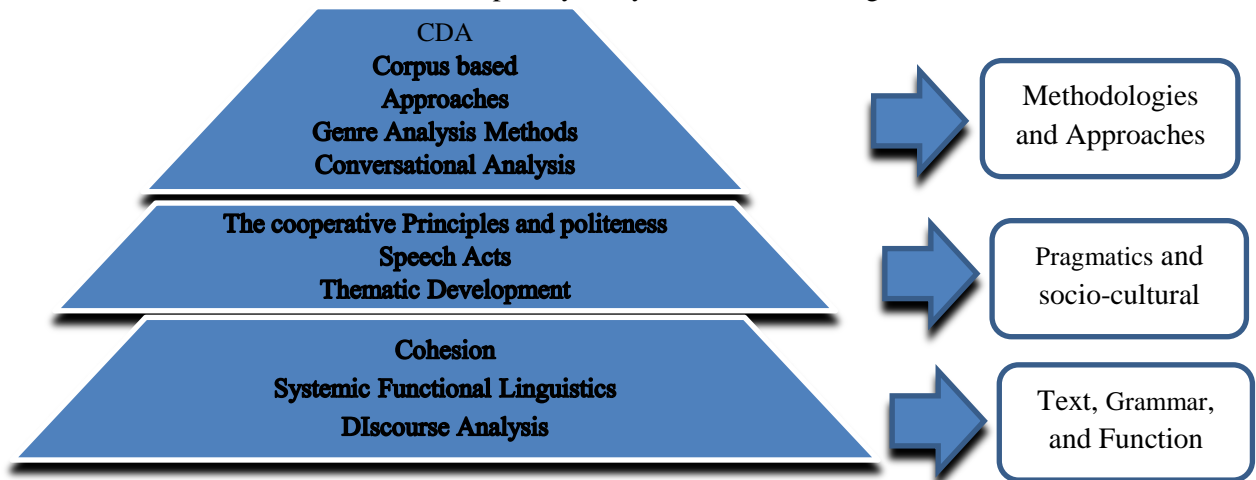 CDA
Corpus based
Approaches
Genre Analysis Methods
Conversational Analysis
Methodologies
and Approaches
The cooperative Principles and politeness
Speech Acts
Thematic Development
Pragmatics and
socio-cultural
Cohesion
Systemic Functional Linguistics
DIscourse Analysis
Text, Grammar,
and Function